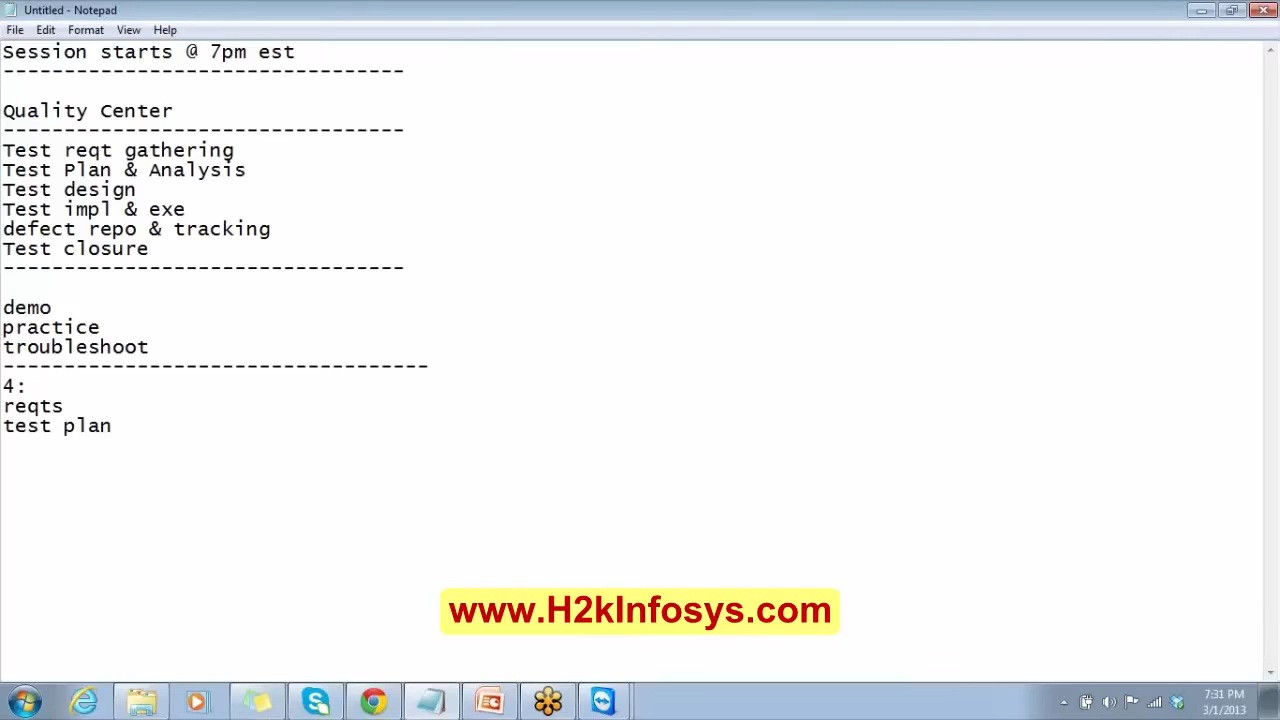 Untitled - Notepad
File Edit Format View Help
Session starts @ 7pm est
---------------------------------
Quality Center
---------------------------------
Test reqt gathering
Test Plan & Analysis
Test design
Test impl & exe
defect repo & tracking
Test closure
---------------------------------
demo
practice
troubleshoot
-----------------------------------
4:
reqts
test plan
www.H2kInfosys.com
7:31 PM
3/1/2013